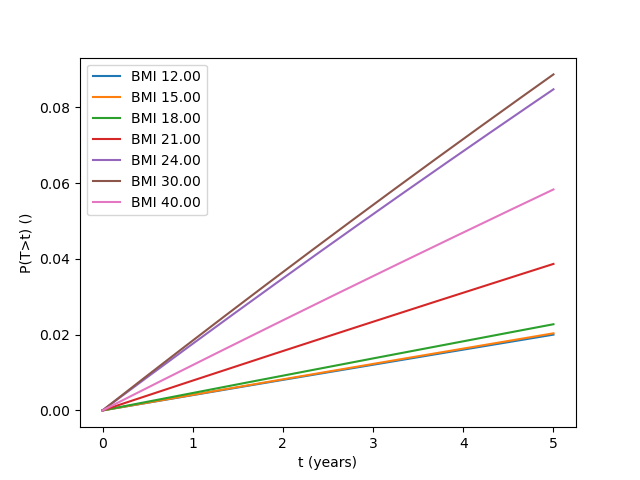 BMI 12.00
BMI 15.00
BMI 18.00
BMI 21.00
BMI 24.00
BMI 30.00
BMI 40.00
0.08
0.06
0.04
0.02
0.00
P(T>t) ()
0 1 2 3 4 5
t (years)